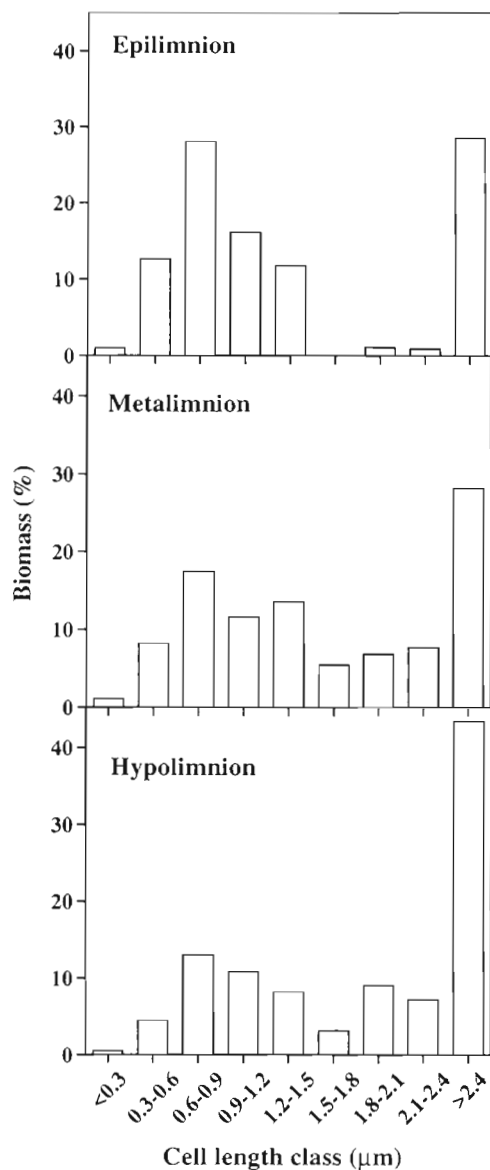 Epilimnion
40
30
20
10
0
Metalimnion
40
30
20
10
0
Biomass (%)
Hypolimnion
40
30
20
10
0
<0.3 0.3-0.6 0.6-0.9 0.9-1.2 1.2-1.5 1.5-1.8 1.8-2.1 2.1-2.4 >2.4
Cell length class (μm)